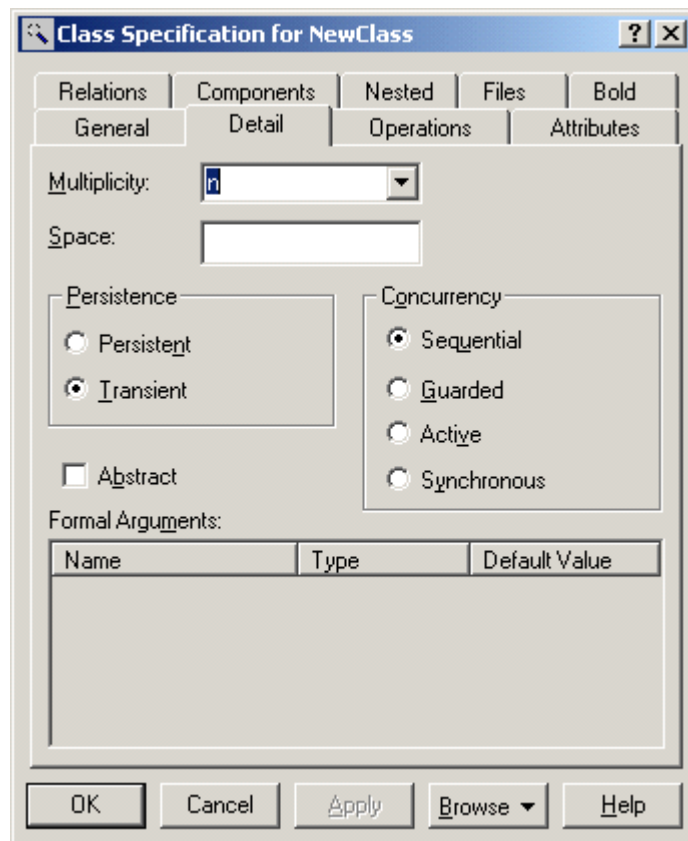 Class Specification for NewClass
Relations Components Nested Files Bold
General Detail Operations Attributes
Multiplicity: n
Space:
Persistence
Persistent
Transient
Concurrency
Sequential
Guarded
Active
Synchronous
Abstract
Formal Arguments:
Name Type Default Value
OK Cancel Apply Browse Help